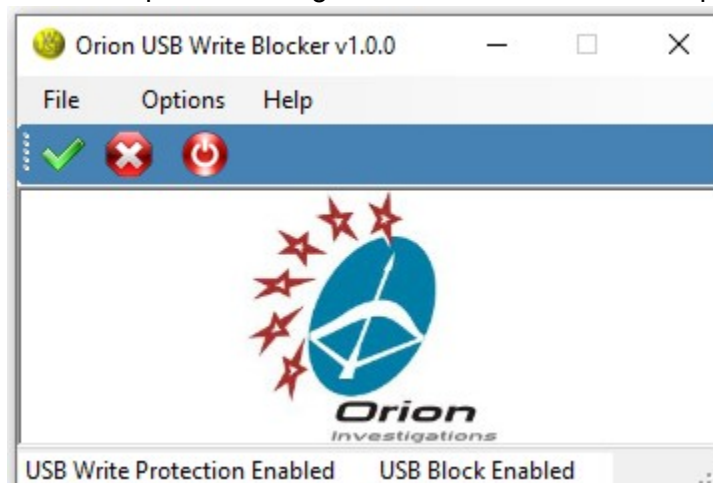 Orion USB Write Blocker v1.0.0
File Options Help
Orion
Investigations
USB Write Protection Enabled USB Block Enabled